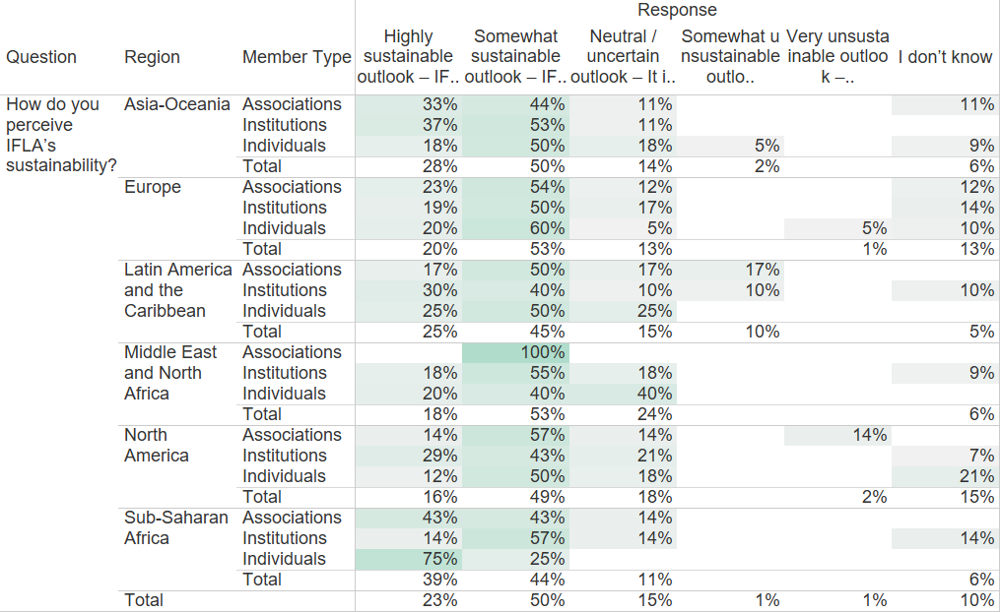 Response
Question Region Member Type Highly sustainable outlook – IF.. Somewhat sustainable outlook – IF.. Neutral / uncertain outlook – It i.. Somewhat u nsustainable outlo.. Very unsusta inable outloo k –.. I don’t know
How do you Asia-Oceania Associations 33% 44% 11% 11%
perceive Institutions 37% 53% 11%
IFLA’s Individuals 18% 50% 18% 5% 9%
sustainability? Total 28% 50% 14% 2% 6%
Europe Associations 23% 54% 12% 12%
Institutions 19% 50% 17% 14%
Individuals 20% 60% 5% 5% 10%
Total 20% 53% 13% 1% 13%
Latin America Associations 17% 50% 17% 17%
and the Institutions 30% 40% 10% 10% 10%
Caribbean Individuals 25% 50% 25%
Total 25% 45% 15% 10% 5%
Middle East Associations 100%
and North Institutions 18% 55% 18% 9%
Africa Individuals 20% 40% 40%
Total 18% 53% 24% 6%
North Associations 14% 57% 14% 14%
America Institutions 29% 43% 21% 7%
Individuals 12% 50% 18% 21%
Total 16% 49% 18% 2% 15%
Sub-Saharan Associations 43% 43% 14%
Africa Institutions 14% 57% 14% 14%
Individuals 75% 25%
Total 39% 44% 11% 6%
Total 23% 50% 15% 1% 1% 10%